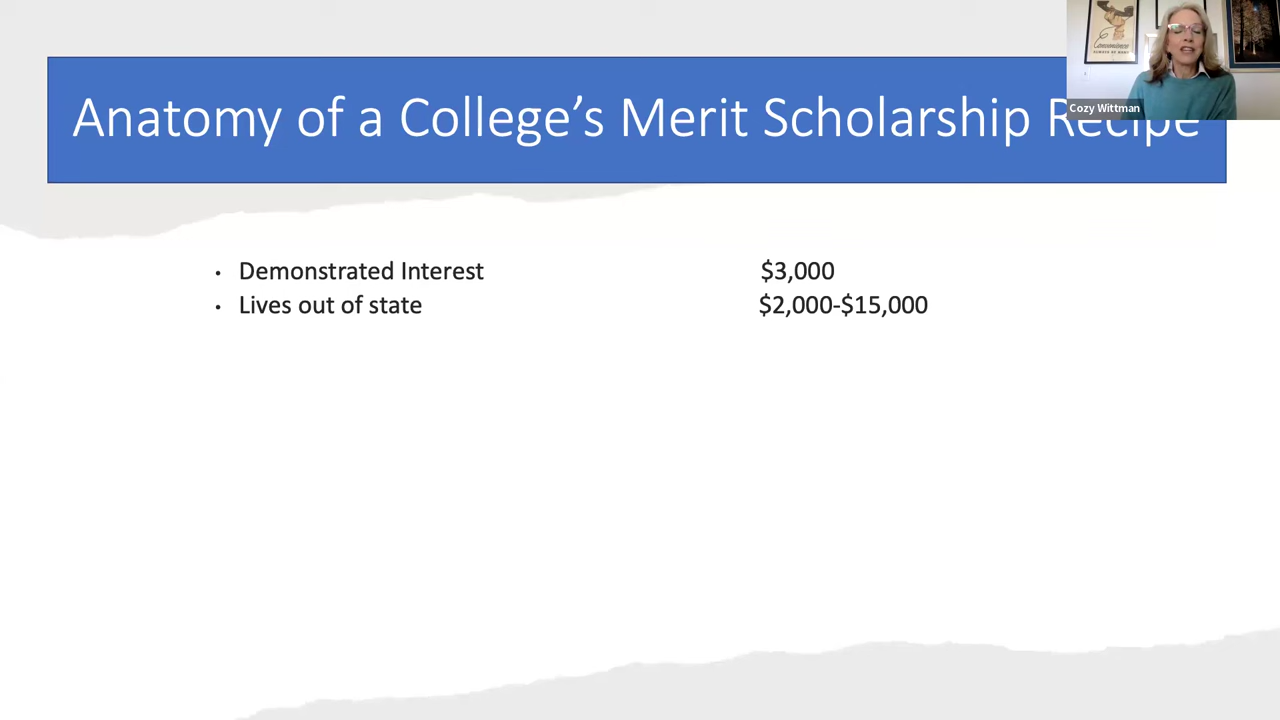 Anatomy of a College's Merit Scholarship Recipe
Cozy Wittman
• Demonstrated Interest $3,000
• Lives out of state $2,000-$15,000